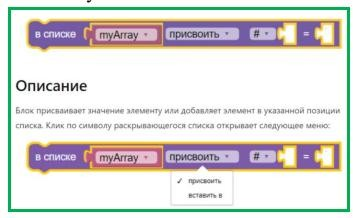 в списке myArray присвоить # =
Описание
Блок присваивает значение элементу или добавляет элемент в указанной позиции
списка. Клик по символу раскрывающегося списка открывает следующее меню:
в списке myArray присвоить # =
✓ присвоить
вставить в